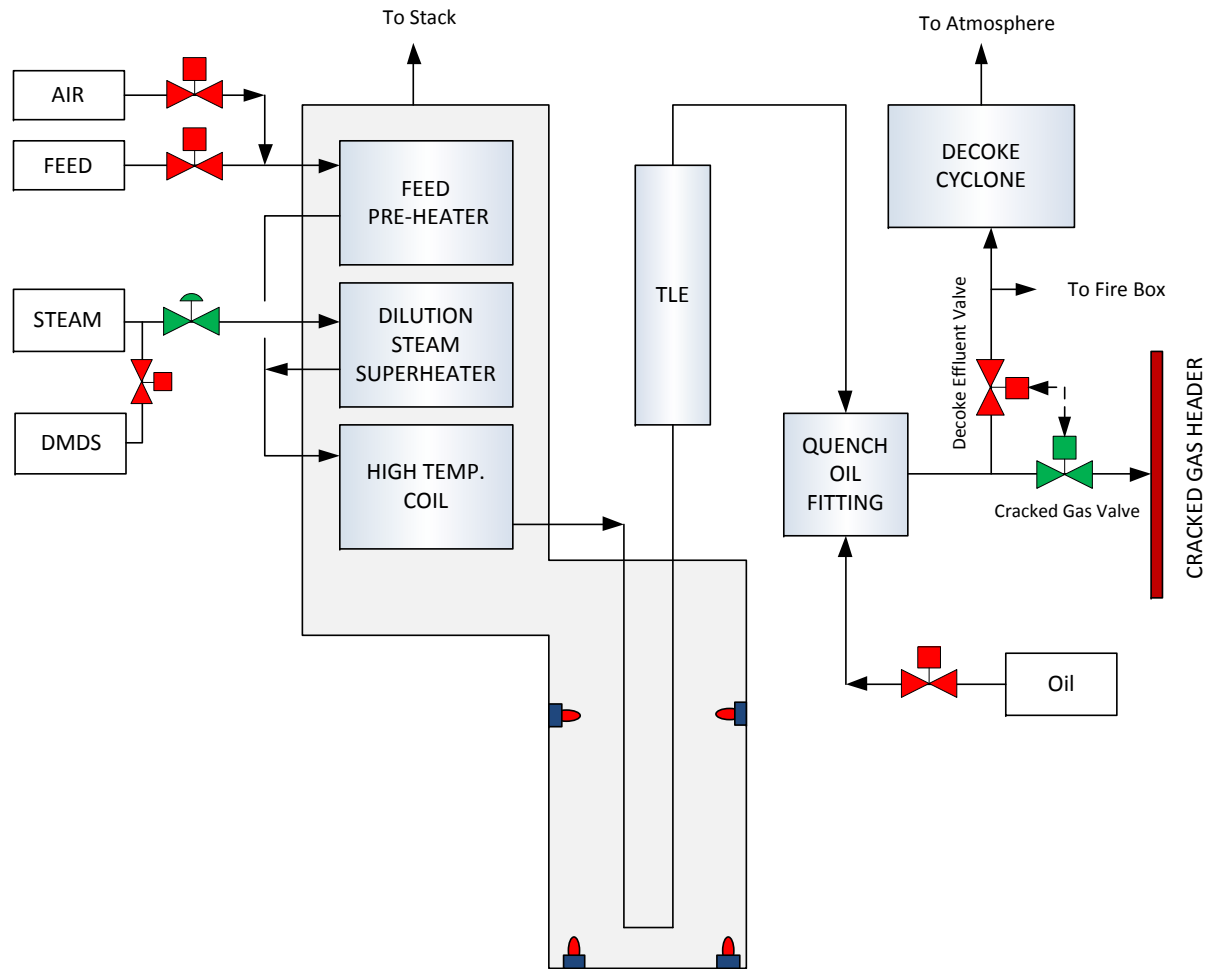 To Stack
To Atmosphere
AIR
FEED
FEED
PRE-HEATER
DECOKE
CYCLONE
STEAM
DILUTION
STEAM
SUPERHEATER
TLE
To Fire Box
Decoke Effluent Valve
DMDS
HIGH TEMP.
COIL
QUENCH
OIL
FITTING
Cracked Gas Valve
CRACKED GAS HEADER
Oil